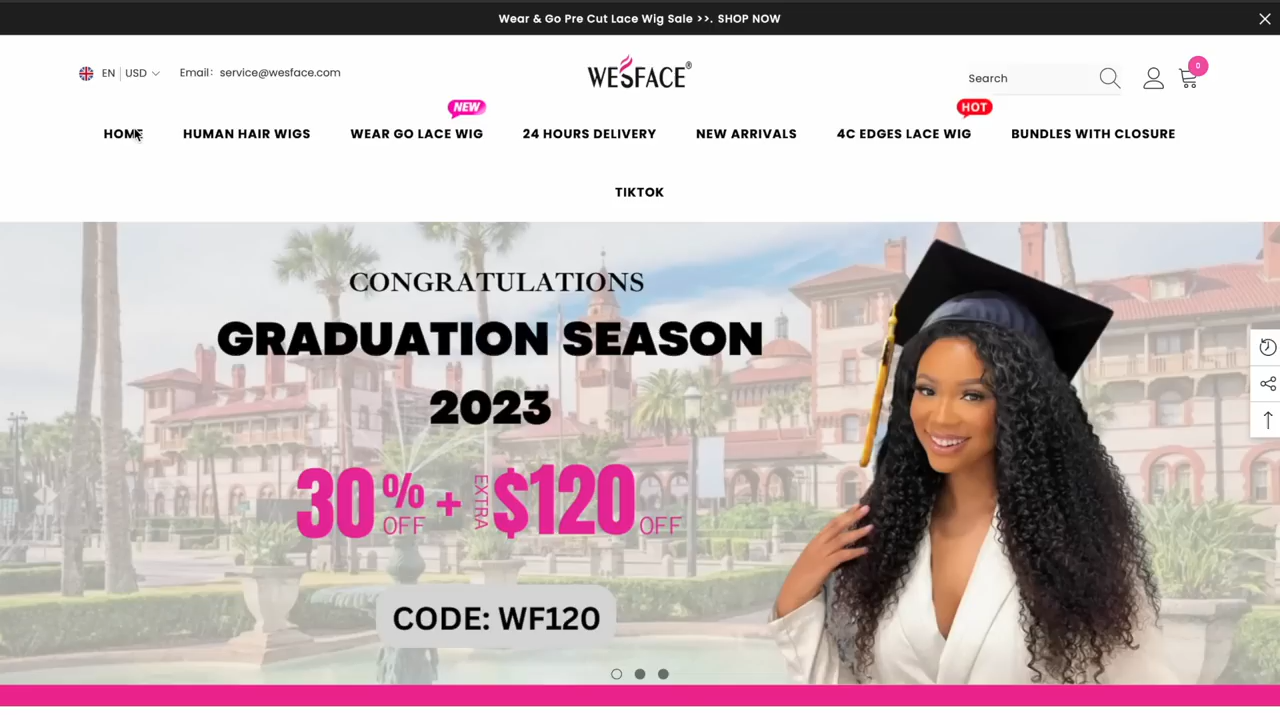 Wear & Go Pre Cut Lace Wig Sale >>. SHOP NOW
EN USD Email: service@wesface.com
WESFACE®
Search
0
NEW
HOT
HOME HUMAN HAIR WIGS WEAR GO LACE WIG 24 HOURS DELIVERY NEW ARRIVALS 4C EDGES LACE WIG BUNDLES WITH CLOSURE
TIKTOK
CONGRATULATIONS
GRADUATION SEASON
2023
30% OFF + EXTRA $120 OFF
CODE: WF120